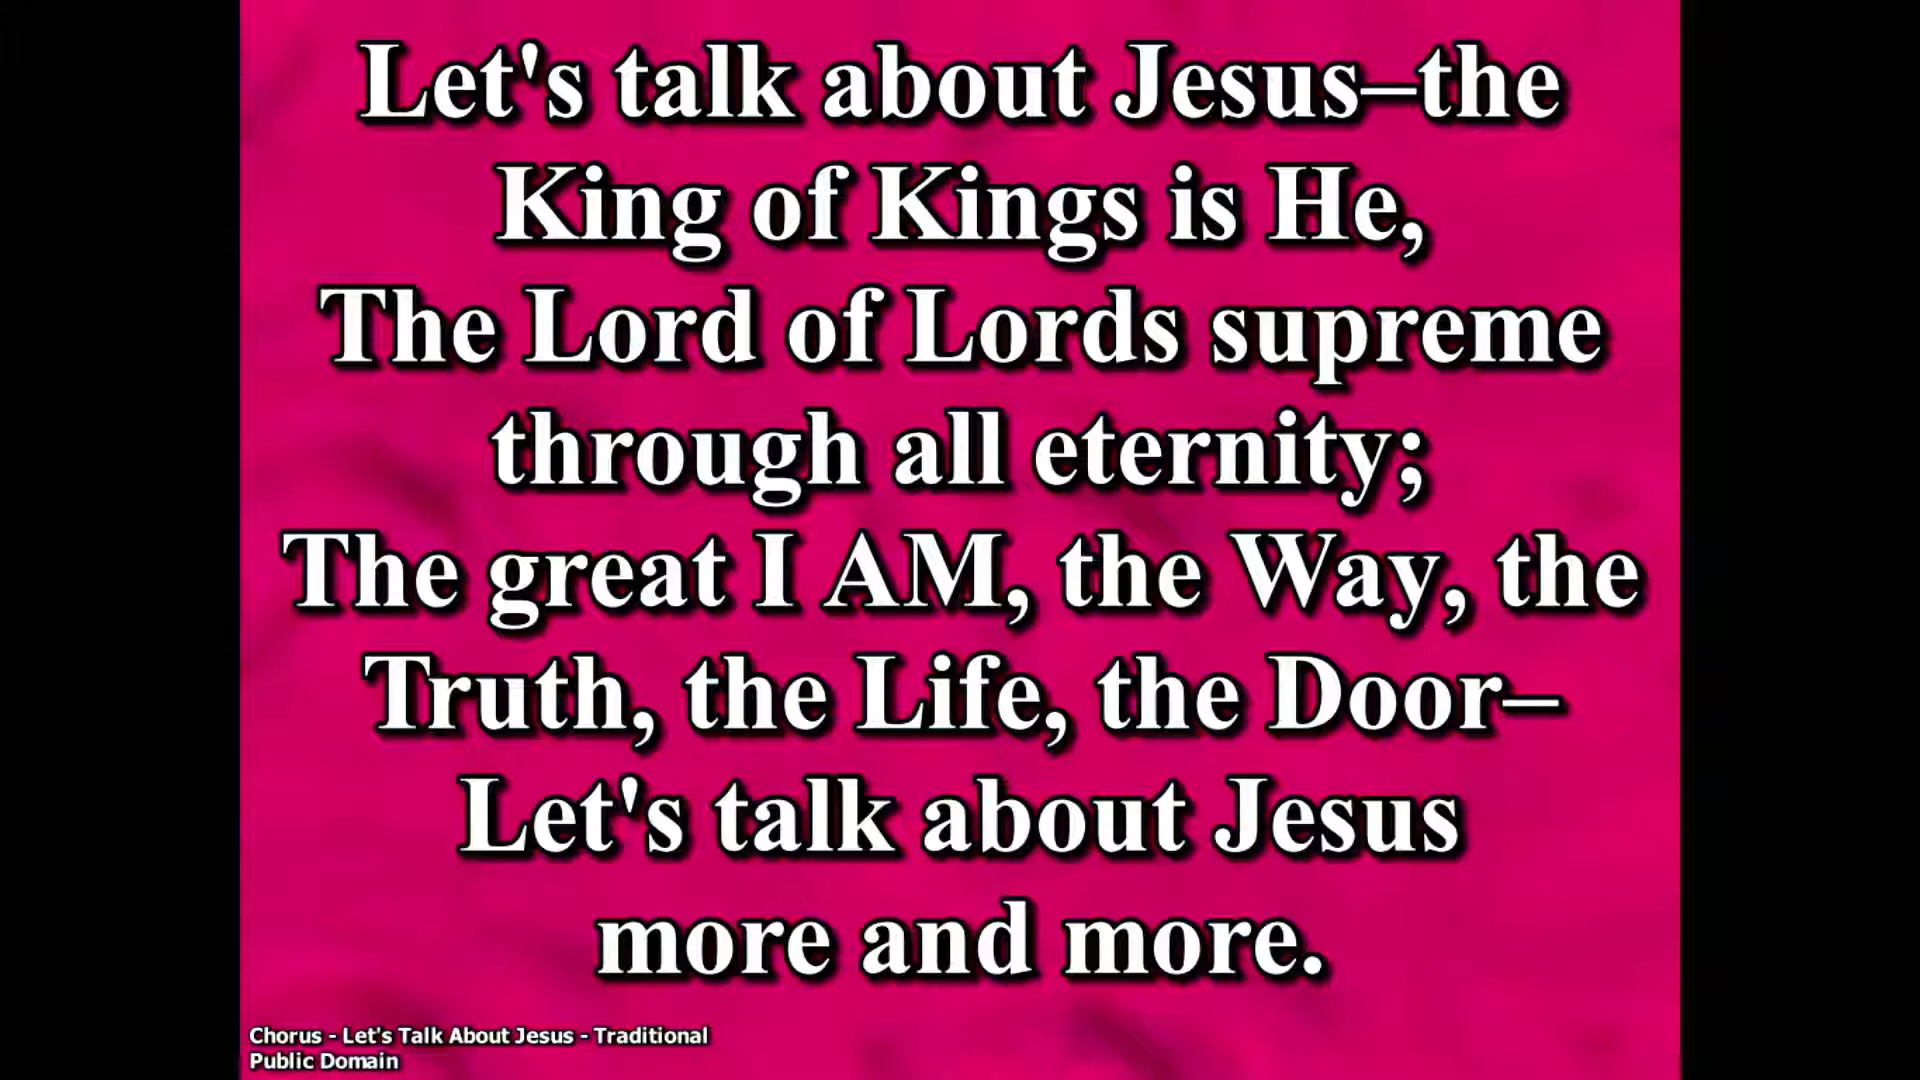 Let's talk about Jesus–the
King of Kings is He,
The Lord of Lords supreme
through all eternity;
The great I AM, the Way, the
Truth, the Life, the Door–
Let's talk about Jesus
more and more.
Chorus - Let's Talk About Jesus - Traditional
Public Domain